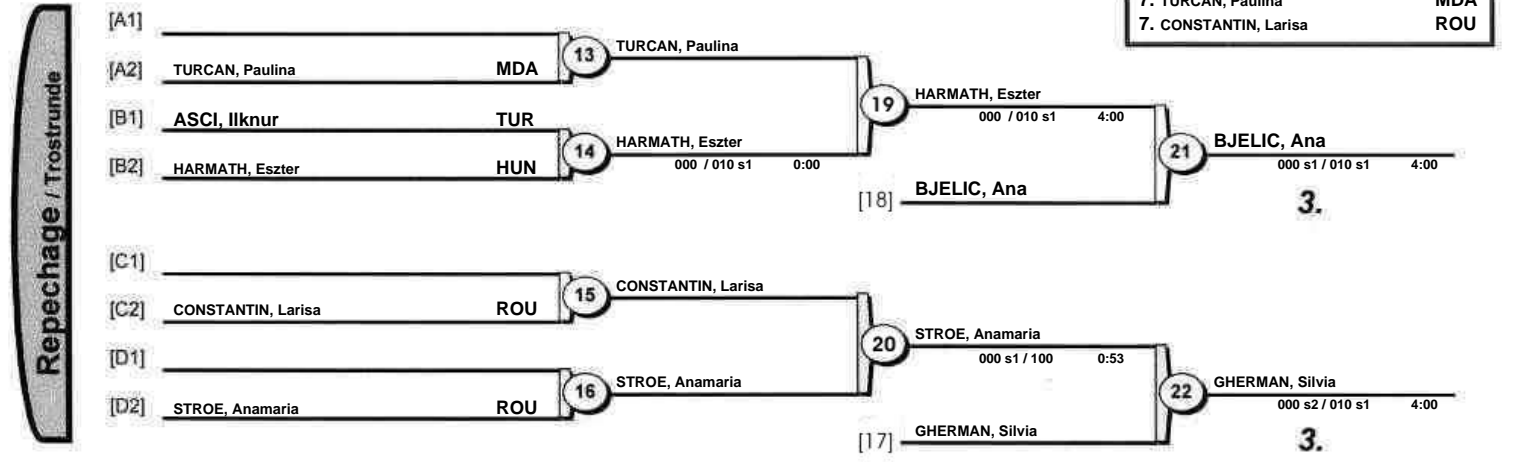 7. TURCAN, Paulina MDA
7. CONSTANTIN, Larisa ROU
Repechage / Trostrunde
[A1]
[A2] TURCAN, Paulina MDA
13 TURCAN, Paulina
[B1] ASCI, Ilknur TUR
[B2] HARMATH, Eszter HUN
14 HARMATH, Eszter
000 / 010 s1 0:00
19 HARMATH, Eszter
000 / 010 s1 4:00
[18] BJELIC, Ana
21 BJELIC, Ana
000 s1 / 010 s1 4:00
3.
[C1]
[C2] CONSTANTIN, Larisa ROU
15 CONSTANTIN, Larisa
[D1]
[D2] STROE, Anamaria ROU
16 STROE, Anamaria
20 STROE, Anamaria
000 s1 / 100 0:53
[17] GHERMAN, Silvia
22 GHERMAN, Silvia
000 s2 / 010 s1 4:00
3.